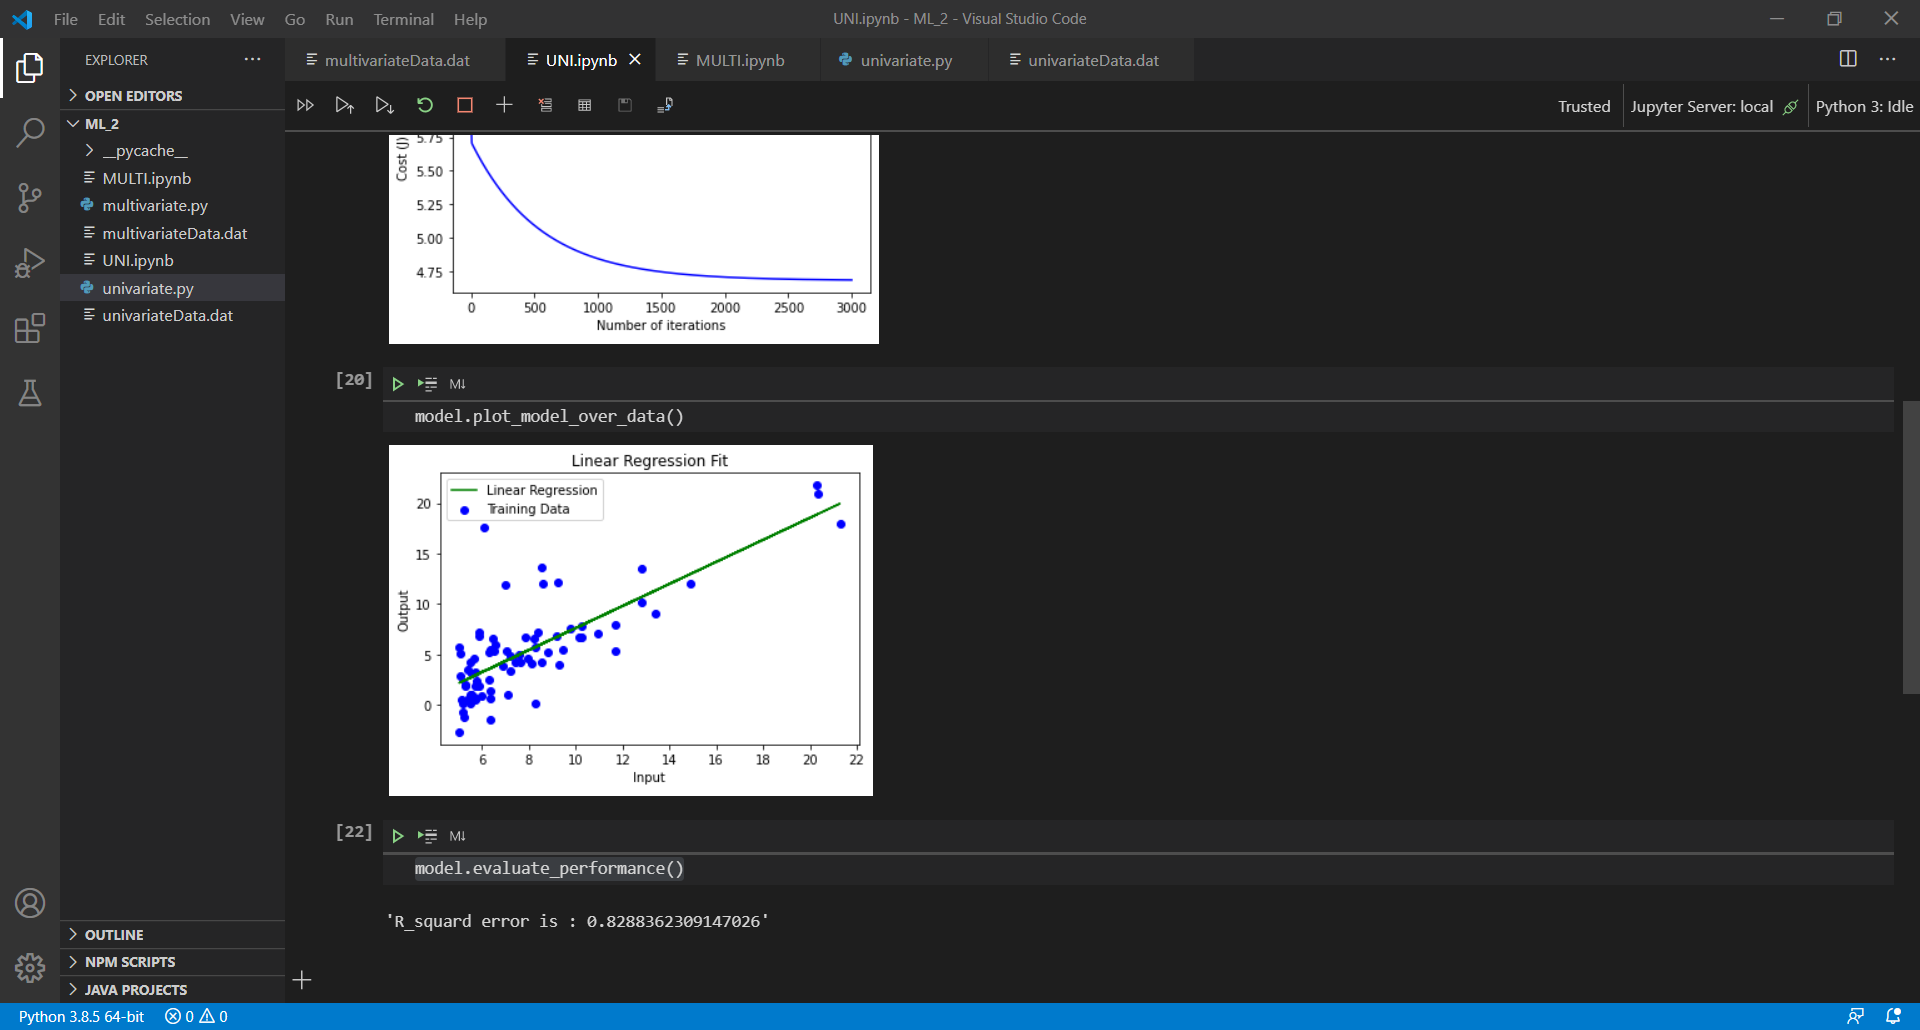 File Edit Selection View Go Run Terminal Help
UNI.ipynb - ML_2 - Visual Studio Code
EXPLORER
OPEN EDITORS
ML_2
__pycache__
MULTI.ipynb
multivariate.py
multivariateData.dat
UNI.ipynb
univariate.py
univariateData.dat
OUTLINE
NPM SCRIPTS
JAVA PROJECTS
multivariateData.dat UNI.ipynb MULTI.ipynb univariate.py univariateData.dat
Trusted Jupyter Server: local Python 3: Idle
Cost (J)
5.75
5.50
5.25
5.00
4.75
0 500 1000 1500 2000 2500 3000
Number of iterations
[20]
M↓
model.plot_model_over_data()
Linear Regression Fit
Linear Regression
Training Data
Output
20
15
10
5
0
6 8 10 12 14 16 18 20 22
Input
[22]
M↓
model.evaluate_performance()
'R_squard error is : 0.8288362309147026'
Python 3.8.5 64-bit 0 0